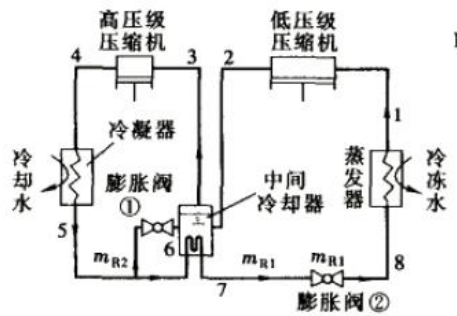 高压级
压缩机
低压级
压缩机
4
3
2
1
冷凝器
冷
却
水
膨胀阀
①
中间
冷却器
蒸
发
器
冷
冻
水
5
6
mR2
7
mR1
mR1
8
膨胀阀②